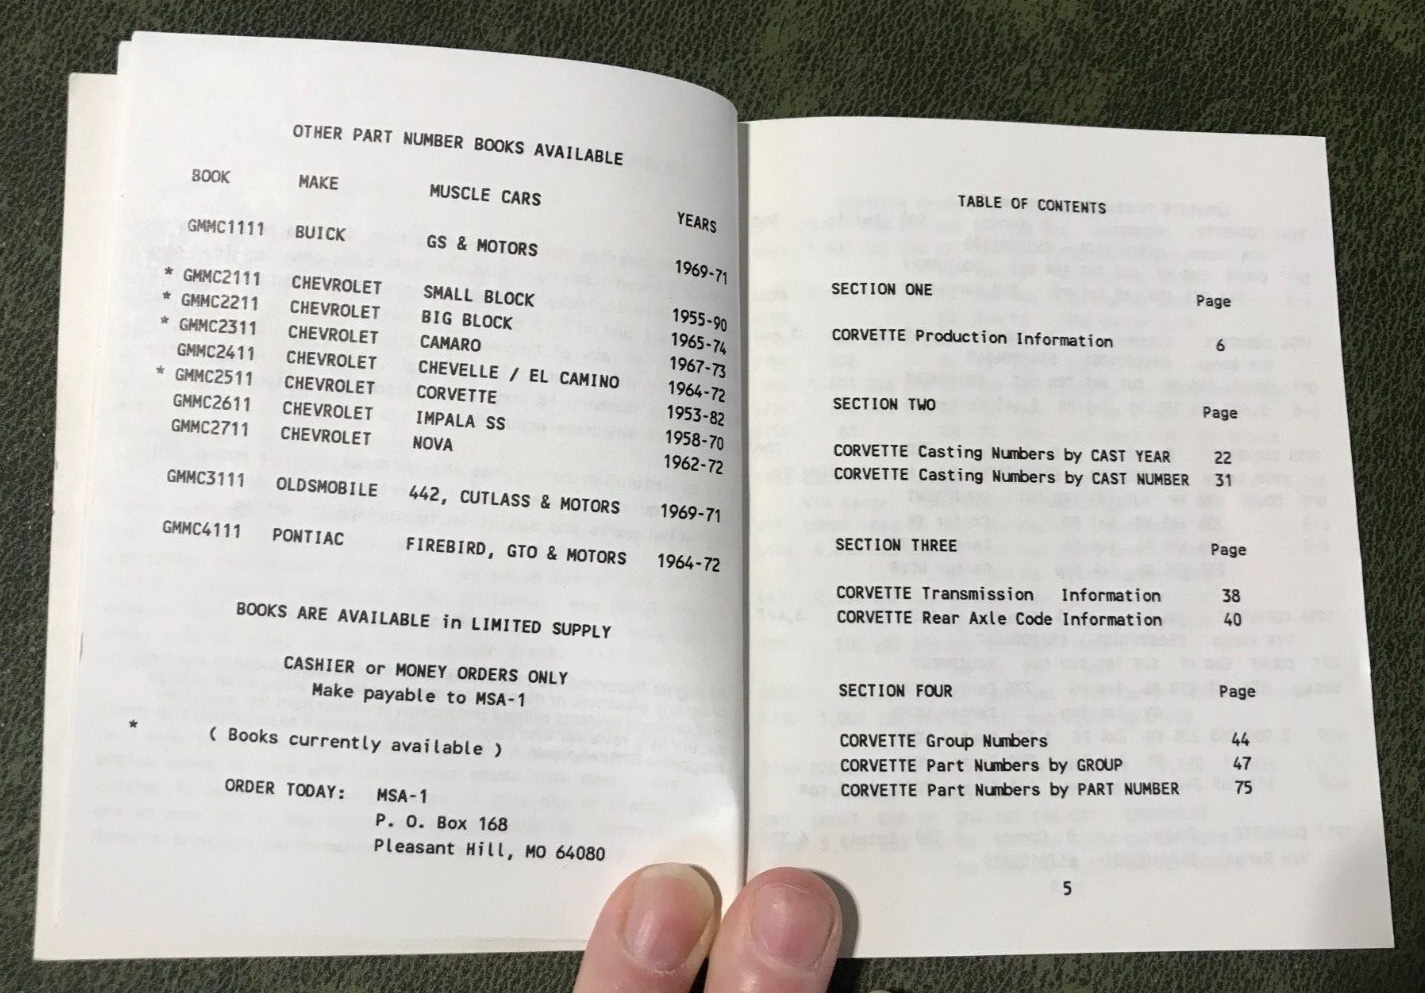 OTHER PART NUMBER BOOKS AVAILABLE
BOOK MAKE MUSCLE CARS YEARS
GMMC1111 BUICK GS & MOTORS 1969-71
* GMMC2111 CHEVROLET SMALL BLOCK 1955-90
* GMMC2211 CHEVROLET BIG BLOCK 1965-74
* GMMC2311 CHEVROLET CAMARO 1967-73
GMMC2411 CHEVROLET CHEVELLE / EL CAMINO 1964-72
* GMMC2511 CHEVROLET CORVETTE 1953-82
GMMC2611 CHEVROLET IMPALA SS 1958-70
GMMC2711 CHEVROLET NOVA 1962-72
GMMC3111 OLDSMOBILE 442, CUTLASS & MOTORS 1969-71
GMMC4111 PONTIAC FIREBIRD, GTO & MOTORS 1964-72
BOOKS ARE AVAILABLE in LIMITED SUPPLY
CASHIER or MONEY ORDERS ONLY
Make payable to MSA-1
* ( Books currently available )
ORDER TODAY: MSA-1
P. O. Box 168
Pleasant Hill, MO 64080
TABLE OF CONTENTS
SECTION ONE Page
CORVETTE Production Information 6
SECTION TWO Page
CORVETTE Casting Numbers by CAST YEAR 22
CORVETTE Casting Numbers by CAST NUMBER 31
SECTION THREE Page
CORVETTE Transmission Information 38
CORVETTE Rear Axle Code Information 40
SECTION FOUR Page
CORVETTE Group Numbers 44
CORVETTE Part Numbers by GROUP 47
CORVETTE Part Numbers by PART NUMBER 75
5